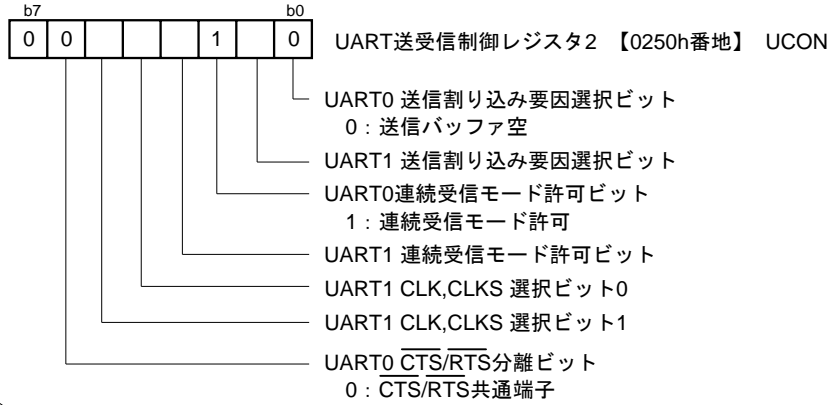 b7 b0
0 0 1 0 UART送受信制御レジスタ2 【0250h番地】 UCON
UART0 送信割り込み要因選択ビット
0：送信バッファ空
UART1 送信割り込み要因選択ビット
UART0連続受信モード許可ビット
1：連続受信モード許可
UART1 連続受信モード許可ビット
UART1 CLK,CLKS 選択ビット0
UART1 CLK,CLKS 選択ビット1
UART0 CTS/RTS分離ビット
0：CTS/RTS共通端子